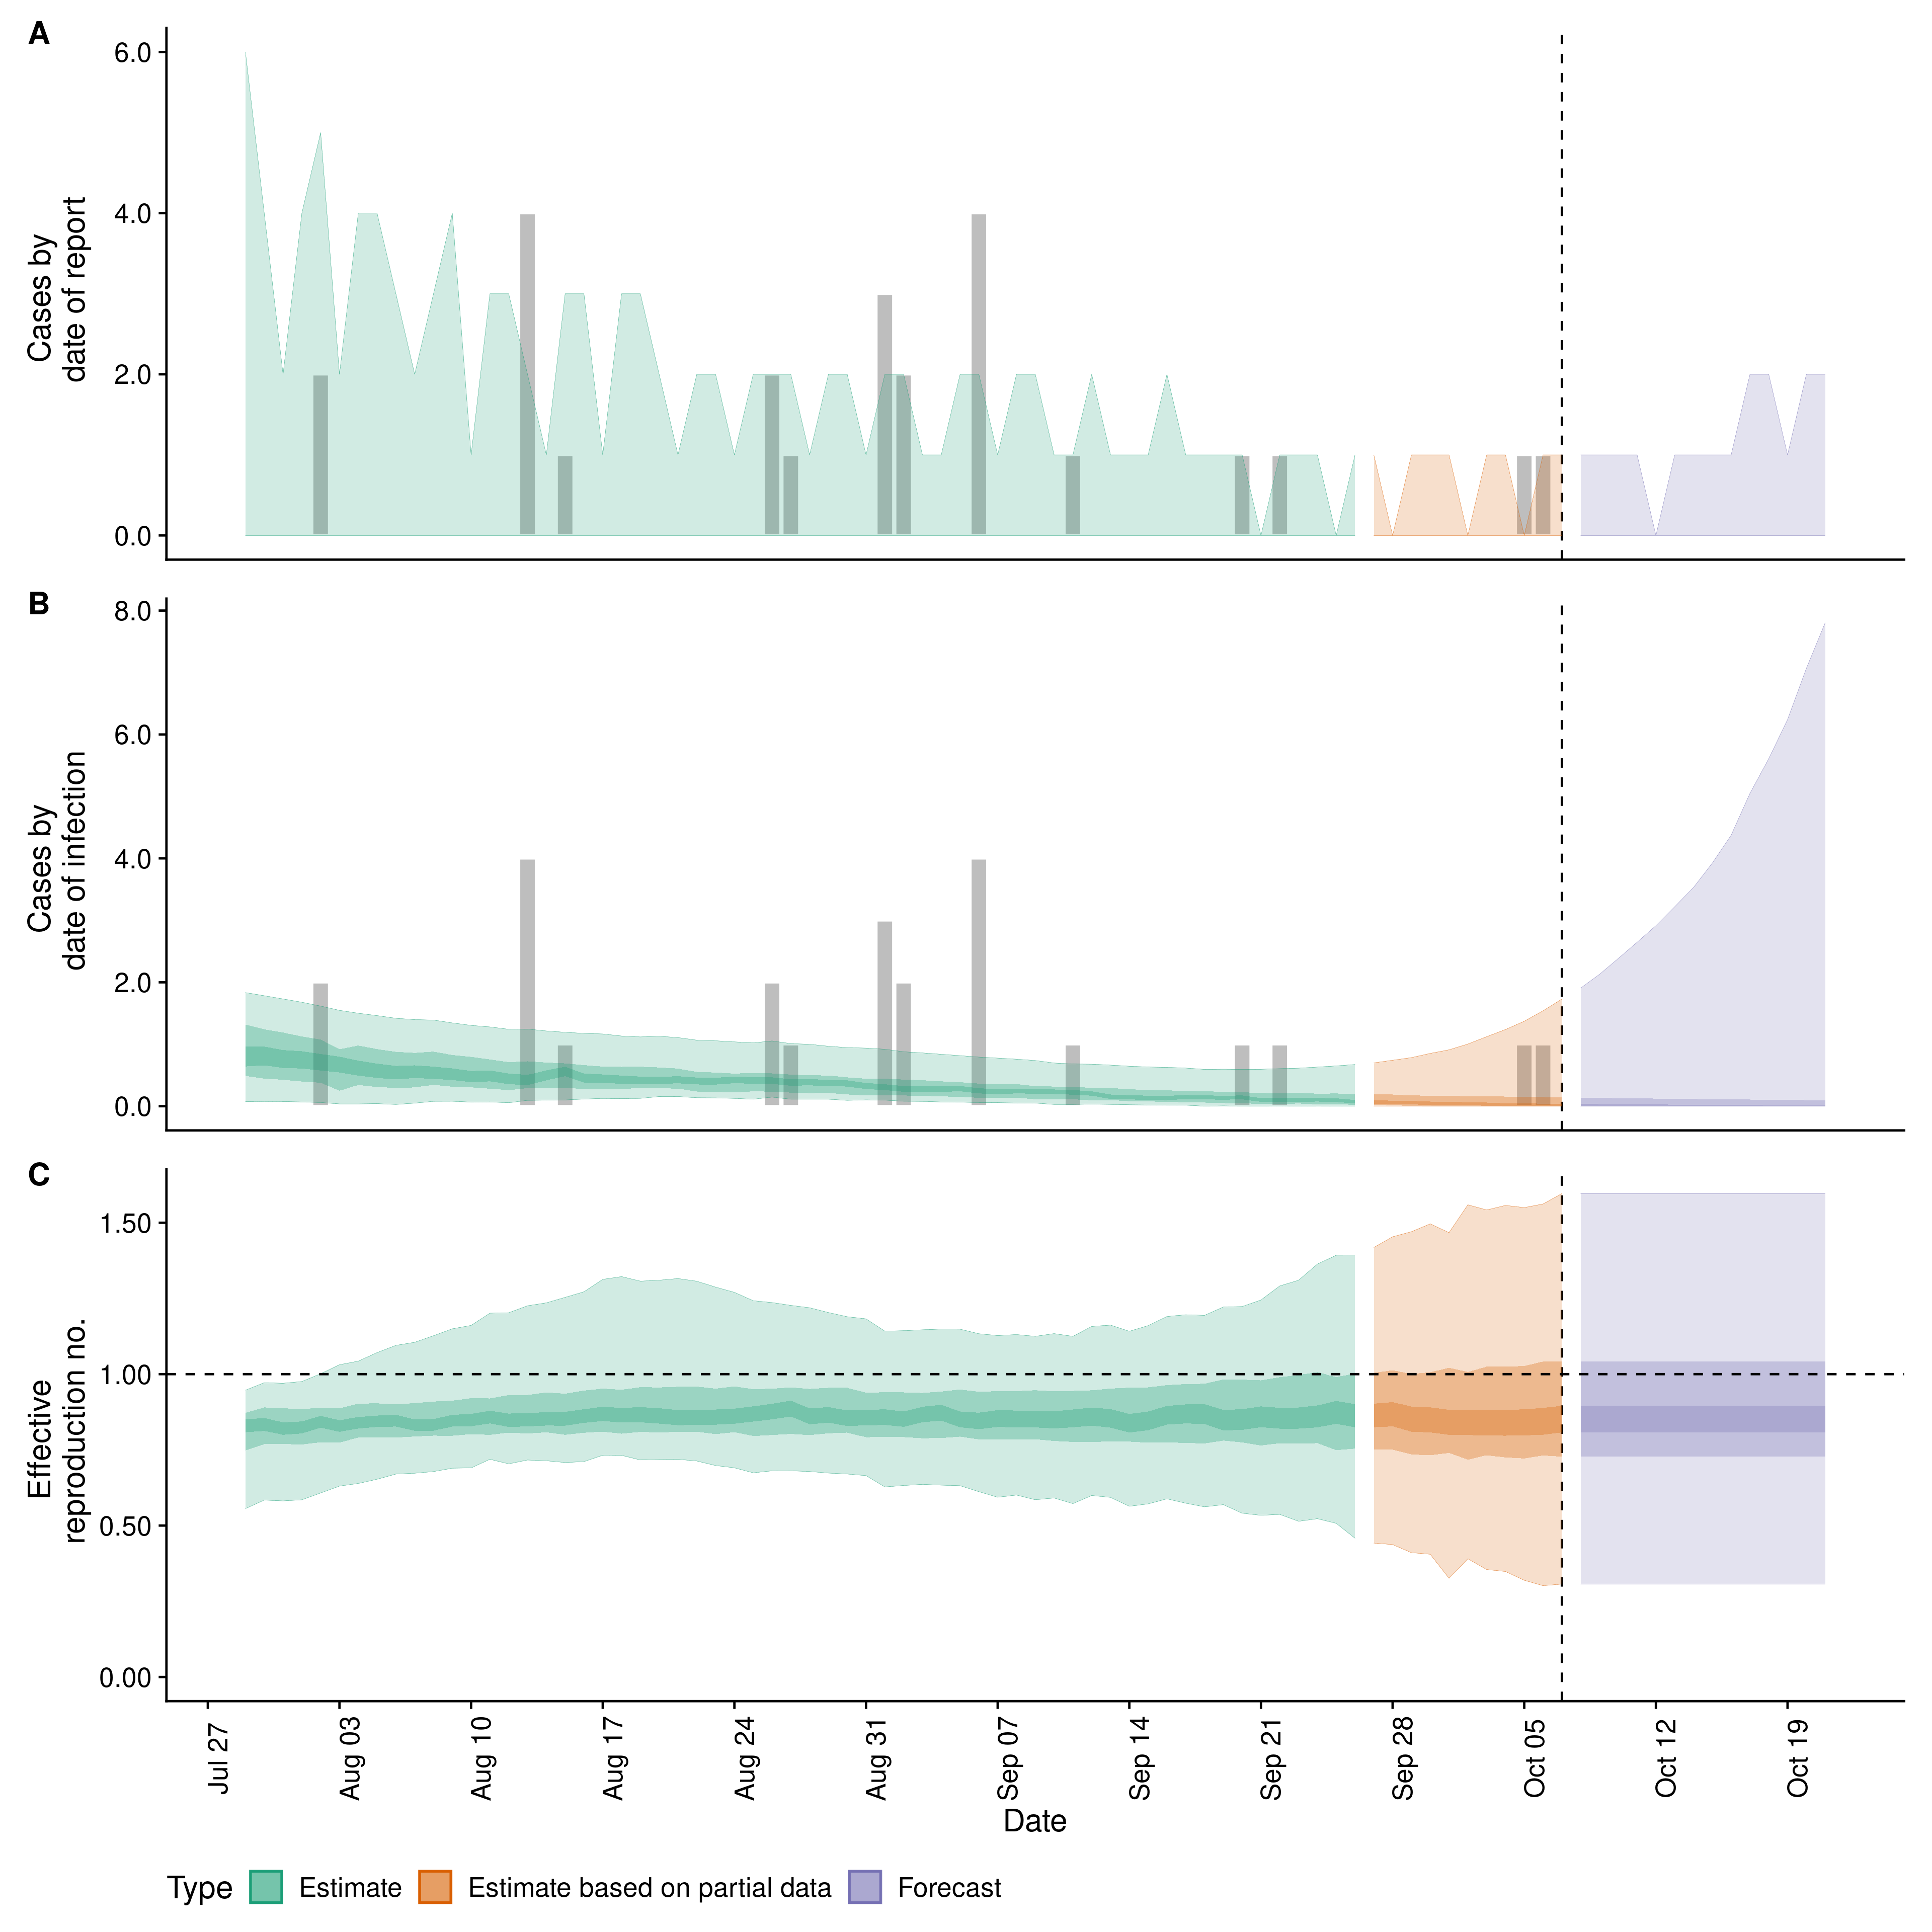 A
6.0
4.0
2.0
0.0
Cases by
date of report
B
8.0
6.0
4.0
2.0
0.0
Cases by
date of infection
C
1.50
1.00
0.50
0.00
Effective
reproduction no.
Jul 27
Aug 03
Aug 10
Aug 17
Aug 24
Aug 31
Sep 07
Sep 14
Sep 21
Sep 28
Oct 05
Oct 12
Oct 19
Date
Type Estimate Estimate based on partial data Forecast